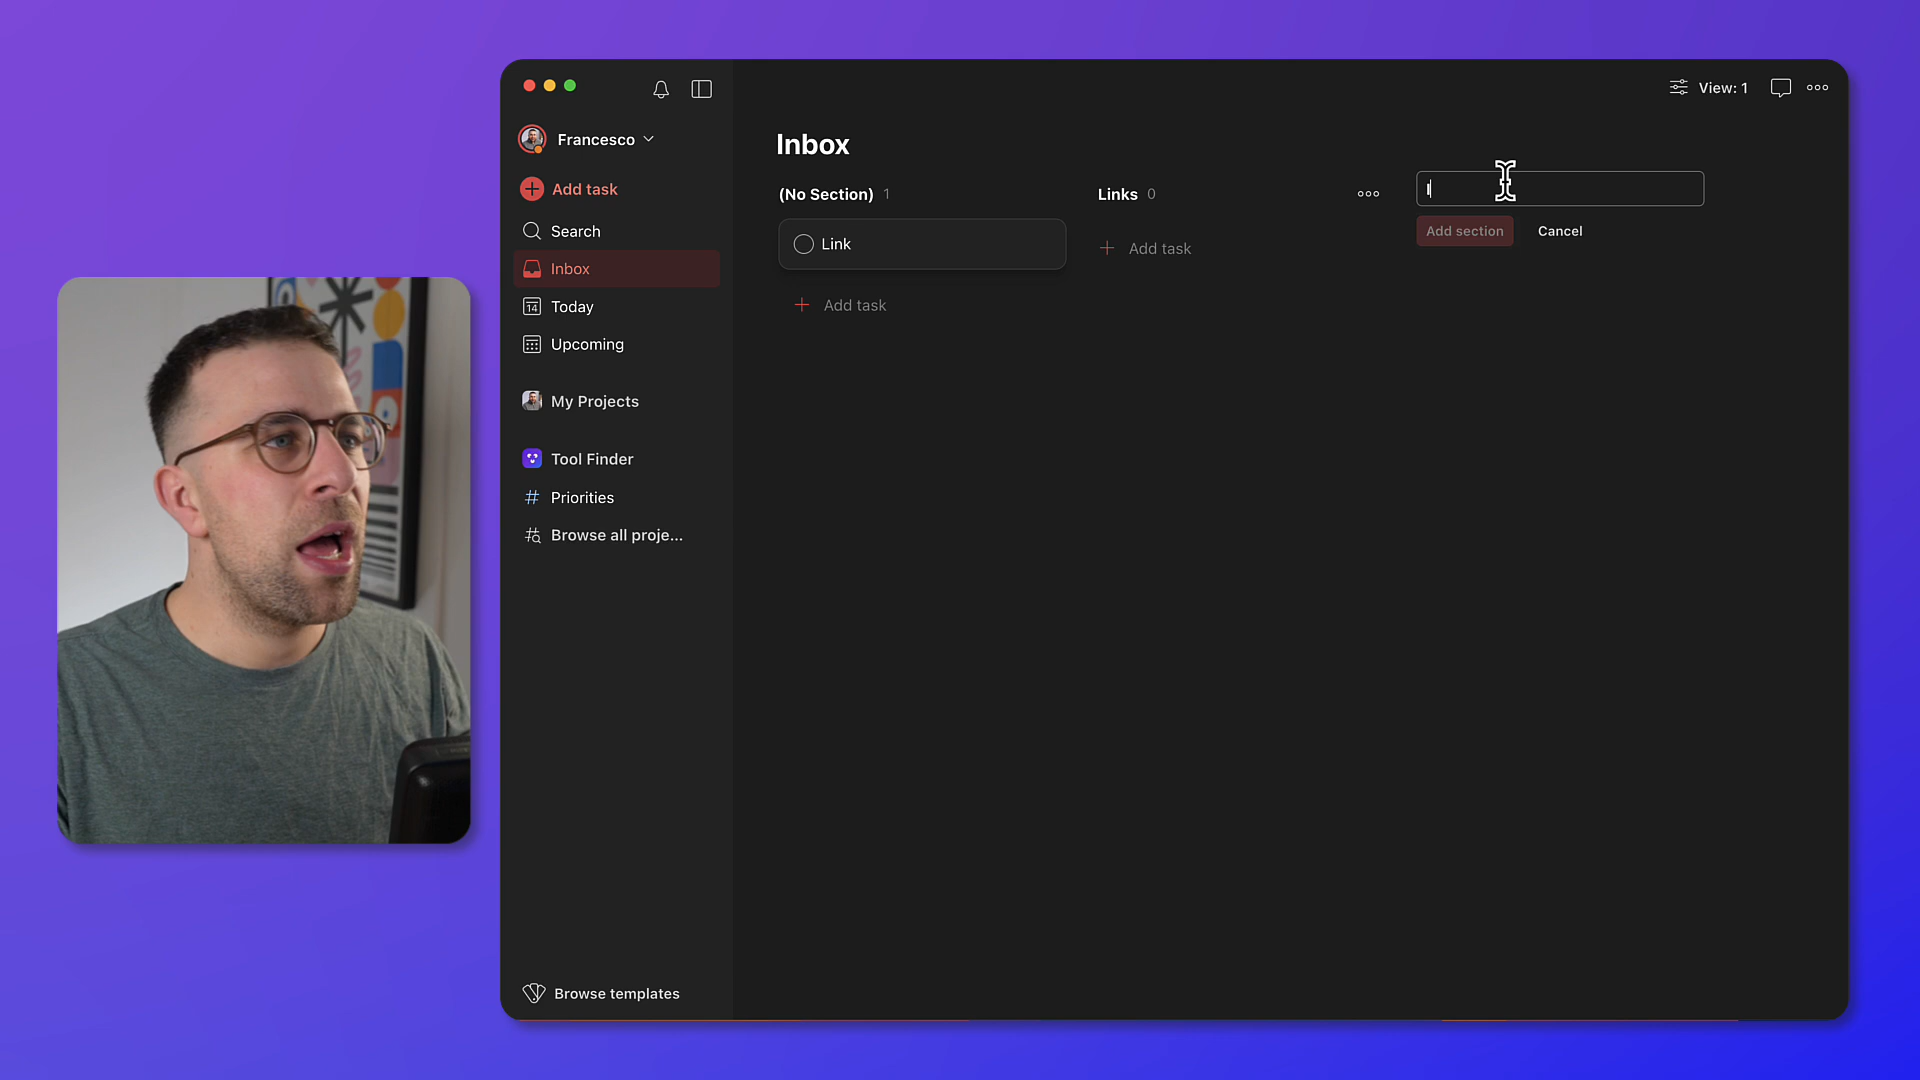 View: 1
Francesco
Add task
Search
Inbox
14 Today
Upcoming
My Projects
Tool Finder
Priorities
Browse all proje...
Browse templates
Inbox
(No Section) 1
Link
Add task
Links 0
Add task
I
Add section Cancel